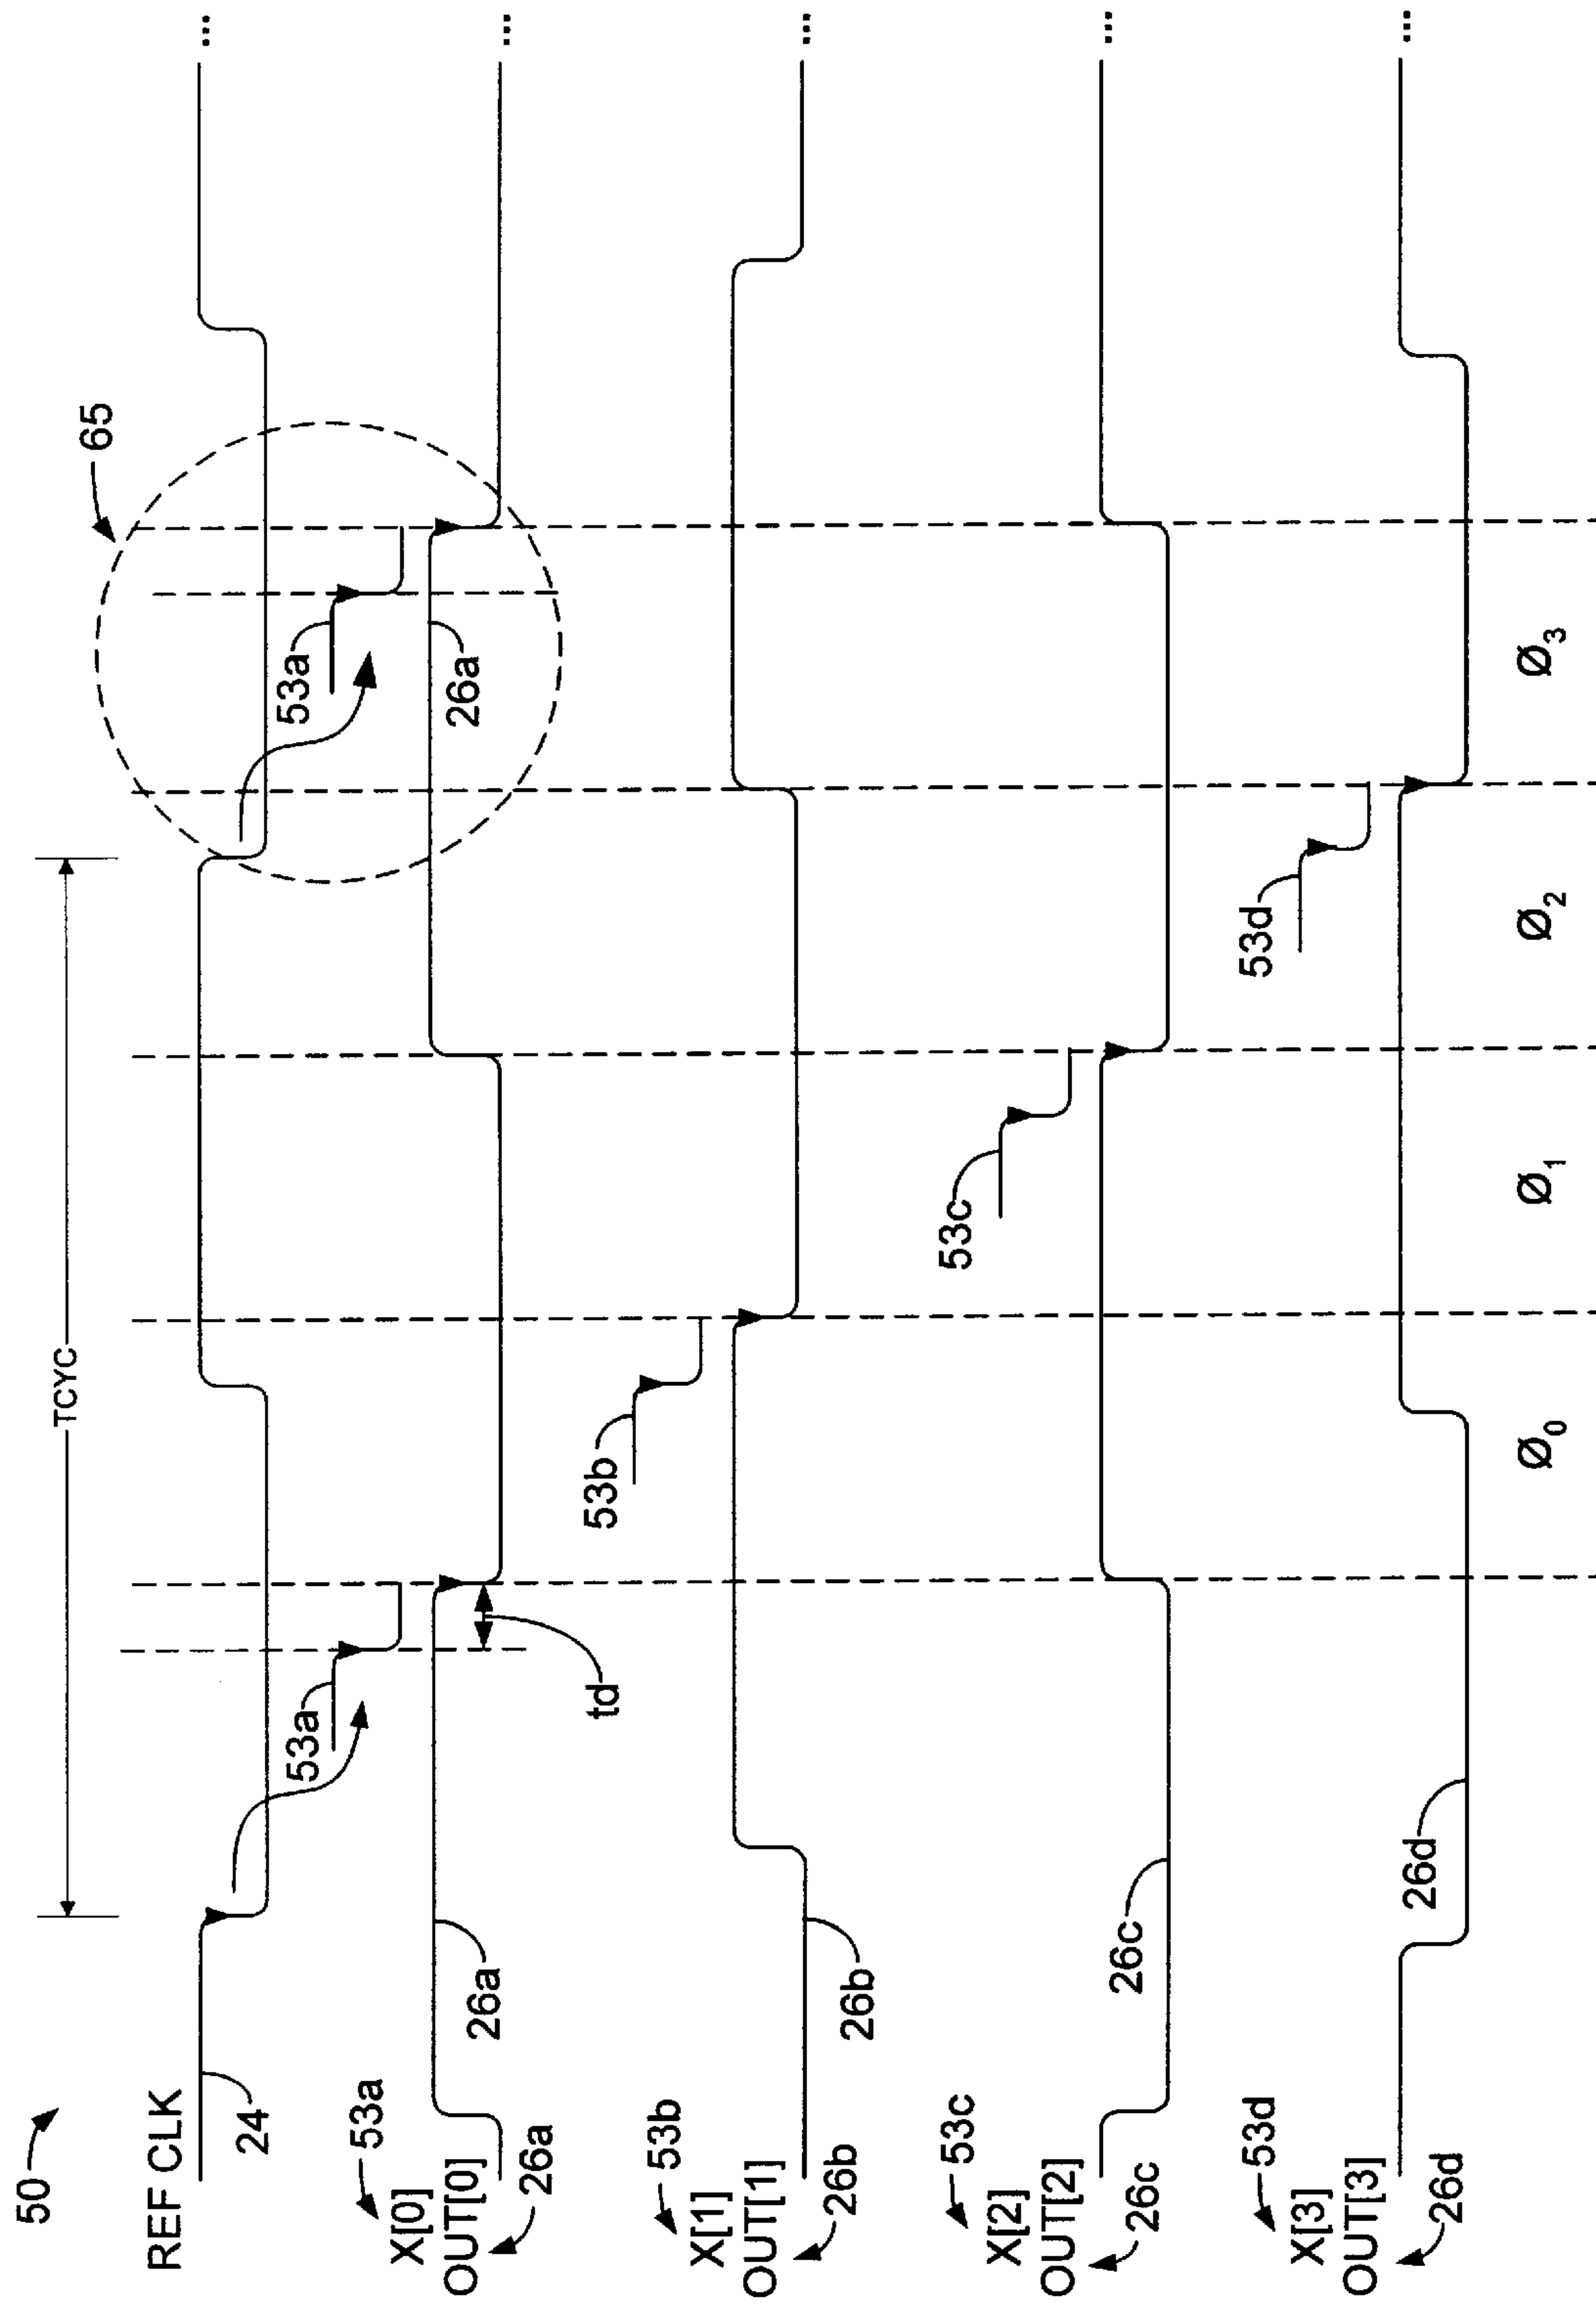 50
TCYC
65
REF CLK
24
...
53a
53a
53a
X[0]
OUT[0]
26a
26a
td
26a
...
53b
53b
X[1]
OUT[1]
26b
26b
...
53c
53c
X[2]
OUT[2]
26c
26c
...
53d
53d
X[3]
OUT[3]
26d
26d
...
Ø0 Ø1 Ø2 Ø3